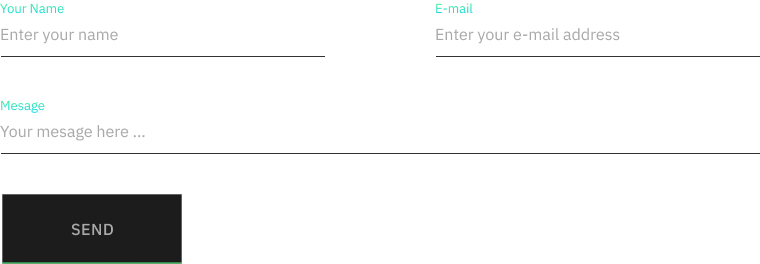 Your Name
E-mail
Enter your name
Enter your e-mail address
Mesage
Your mesage here ...
SEND